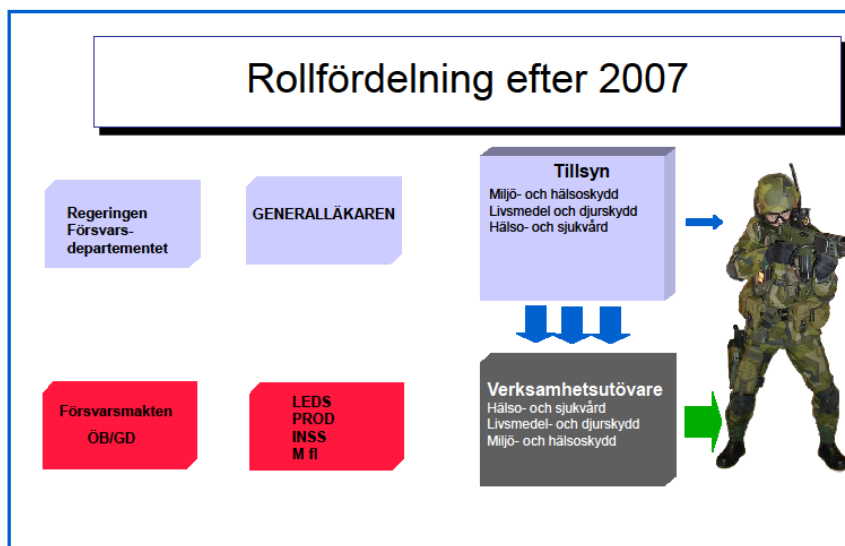 Rollfördelning efter 2007
Regeringen
Försvars-
departementet
GENERALLÄKAREN
Tillsyn
Miljö- och hälsoskydd
Livsmedel och djurskydd
Hälso- och sjukvård
Försvarsmakten
ÖB/GD
LEDS
PROD
INSS
M fl
Verksamhetsutövare
Hälso- och sjukvård
Livsmedel- och djurskydd
Miljö- och hälsoskydd